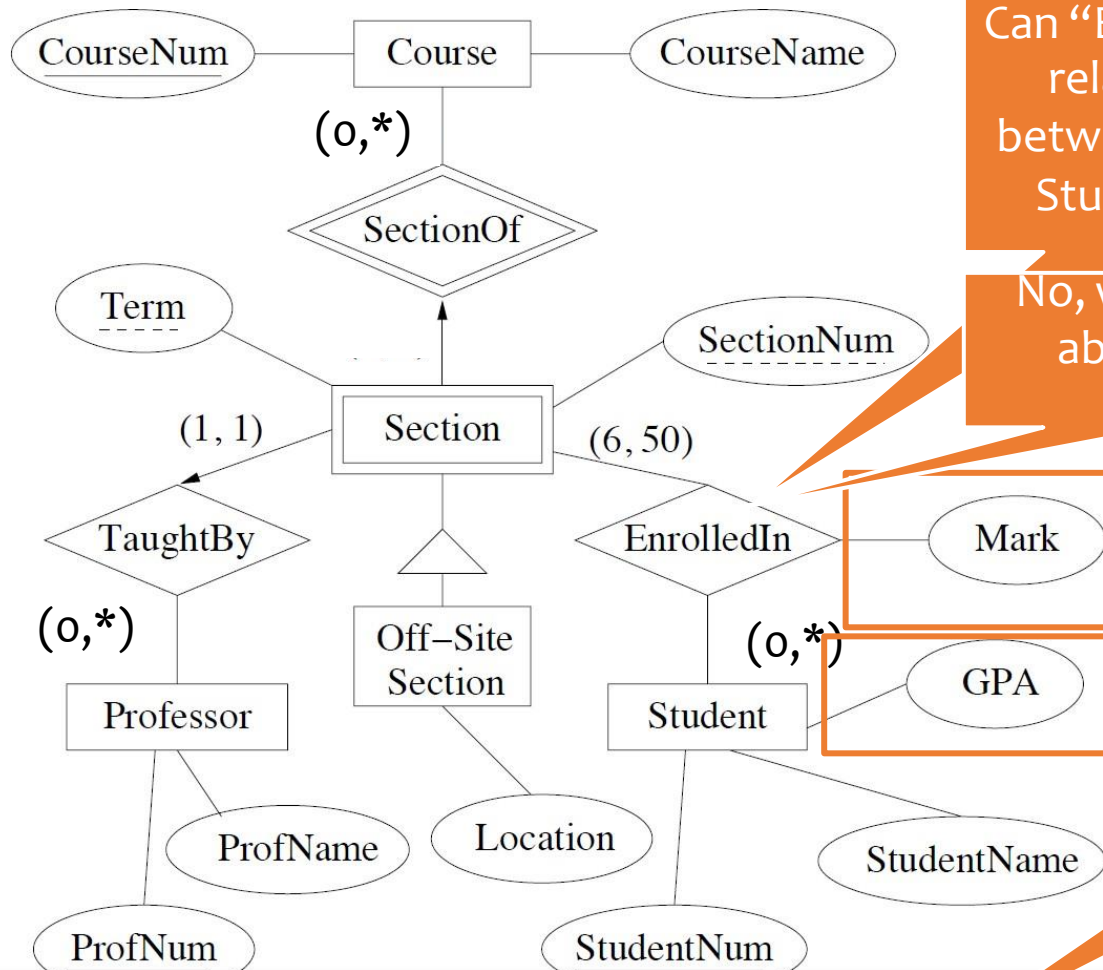 CourseNum
Course
CourseName
Can “
rel
betw
Stu
(0,*)
SectionOf
No,
ab
Term
SectionNum
Section
(1, 1)
(6, 50)
TaughtBy
EnrolledIn
Mark
(0,*)
Off–Site
Section
(0,*)
GPA
Professor
Student
ProfName
Location
StudentName
ProfNum
StudentNum